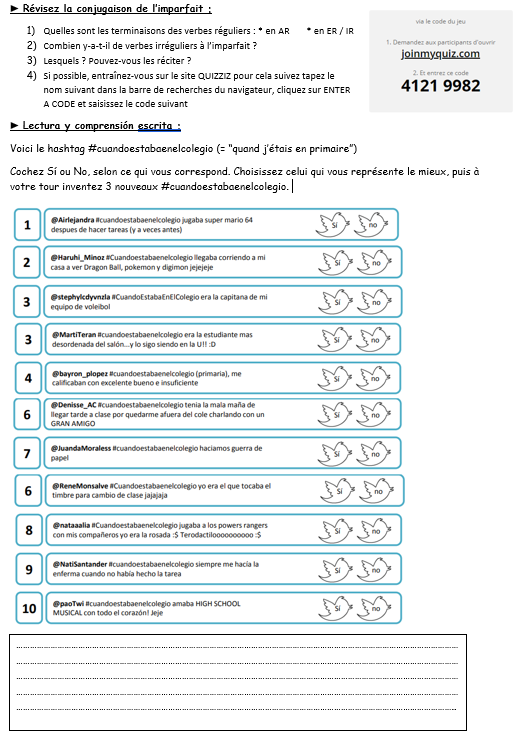 ► Révisez la conjugaison de l'imparfait :
1) Quelles sont les terminaisons des verbes réguliers : * en AR * en ER / IR
2) Combien y-a-t-il de verbes irréguliers à l'imparfait ?
3) Lesquels ? Pouvez-vous les réciter ?
4) Si possible, entraînez-vous sur le site QUIZZIZ pour cela suivez tapez le
nom suivant dans la barre de recherches du navigateur, cliquez sur ENTER
A CODE et saisissez le code suivant
via le code du jeu
1. Demandez aux participants d'ouvrir
joinmyquiz.com
2. Et entrez ce code
4121 9982
► Lectura y comprensión escrita :
Voici le hashtag #cuandoestabaenelcolegio (= "quand j'étais en primaire")
Cochez Sí ou No, selon ce qui vous correspond. Choisissez celui qui vous représente le mieux, puis à
votre tour inventez 3 nouveaux #cuandoestabaenelcolegio.
1 @Airlejandra #cuandoestabaenelcolegio jugaba super mario 64
despues de hacer tareas (y a veces antes)
Sí no
2 @Haruhi_Minoz #Cuandoestabaenelcolegio llegaba corriendo a mi
casa a ver Dragon Ball, pokemon y digimon jejejeje
Sí no
3 @stephylcdyvnzla #CuandoEstabaEnElColegio era la capitana de mi
equipo de voleibol
Sí no
3 @MartiTeran #cuandoestabaenelcolegio era la estudiante mas
desordenada del salón...y lo sigo siendo en la U!! :D
Sí no
4 @bayron_plopez #cuandoestabaenelcolegio (primaria), me
calificaban con excelente bueno e insuficiente
Sí no
6 @Denisse_AC #cuandoestabaenelcolegio tenia la mala maña de
llegar tarde a clase por quedarme afuera del cole charlando con un
GRAN AMIGO
Sí no
7 @JuandaMoraless #cuandoestabaenelcolegio haciamos guerra de
papel
Sí no
6 @ReneMonsalve #cuandoestabaenelcolegio yo era el que tocaba el
timbre para cambio de clase jajajaja
Sí no
8 @nataaalia #Cuandoestabaenelcolegio jugaba a los powers rangers
con mis compañeros yo era la rosada :$ Terodactilooooooooo :$
Sí no
9 @NatiSantander #cuandoestabaenelcolegio siempre me hacía la
enferma cuando no había hecho la tarea
Sí no
10 @paoTwi #cuandoestabaenelcolegio amaba HIGH SCHOOL
MUSICAL con todo el corazón! Jeje
Sí no